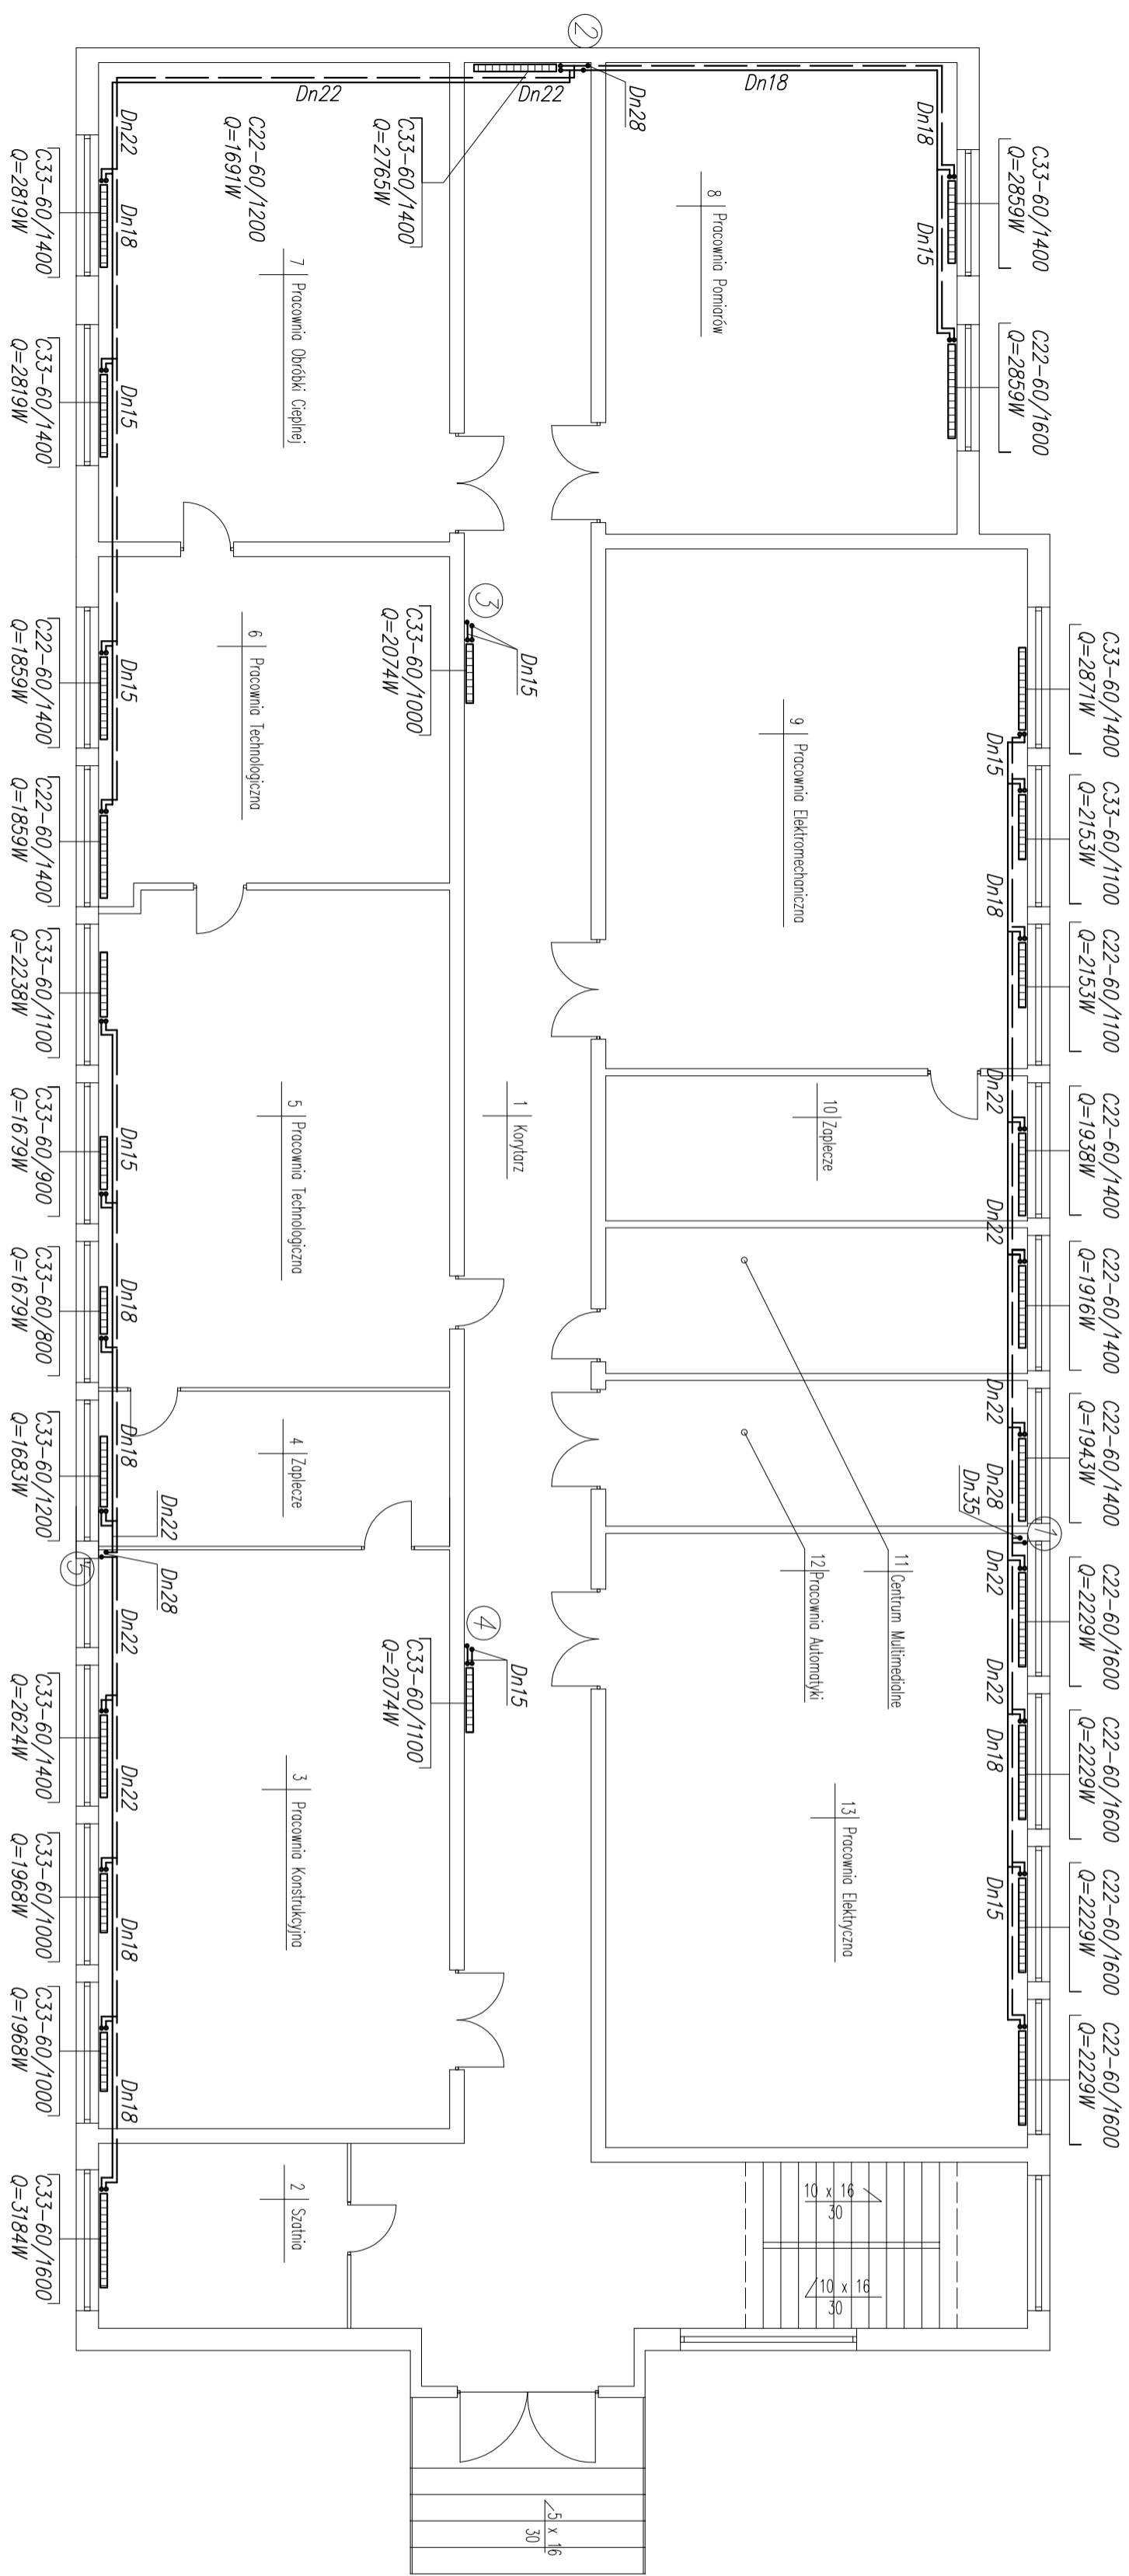 C33-60/1400
Q=2859W
C22-60/1600
Q=2859W
C33-60/1400
Q=2871W
C33-60/1100
Q=2153W
C22-60/1100
Q=2153W
C22-60/1400
Q=1938W
C22-60/1400
Q=1916W
C22-60/1400
Q=1943W
C22-60/1600
Q=2229W
C22-60/1600
Q=2229W
C22-60/1600
Q=2229W
C22-60/1600
Q=2229W
Dn18
Dn15
Dn15
Dn18
Dn22
Dn22
Dn22
Dn28
Dn35
1
Dn22
Dn22
Dn18
Dn15
Dn18
Dn28
2
Dn22
Dn22
8 Pracownia Pomiarów
9 Pracownia Elektromechaniczna
10 Zaplecze
11 Centrum Multimedialne
12 Pracownia Automatyki
13 Pracownia Elektryczna
10 x 16
30
10 x 16
30
5 x 16
30
1 Korytarz
3
Dn15
4
Dn15
C33-60/1400
Q=2765W
C33-60/1000
Q=2074W
C33-60/1100
Q=2074W
C22-60/1200
Q=1691W
7 Pracownia Obróbki Cieplnej
6 Pracownia Technologiczna
5 Pracownia Technologiczna
4 Zaplecze
3 Pracownia Konstrukcyjna
2 Szatnia
Dn22
Dn18
Dn15
Dn15
Dn15
Dn18
Dn18
Dn22
Dn28
5
Dn22
Dn22
Dn18
Dn18
C33-60/1400
Q=2819W
C33-60/1400
Q=2819W
C22-60/1400
Q=1859W
C22-60/1400
Q=1859W
C33-60/1100
Q=2238W
C33-60/900
Q=1679W
C33-60/800
Q=1679W
C33-60/1200
Q=1683W
C33-60/1400
Q=2624W
C33-60/1000
Q=1968W
C33-60/1000
Q=1968W
C33-60/1600
Q=3184W